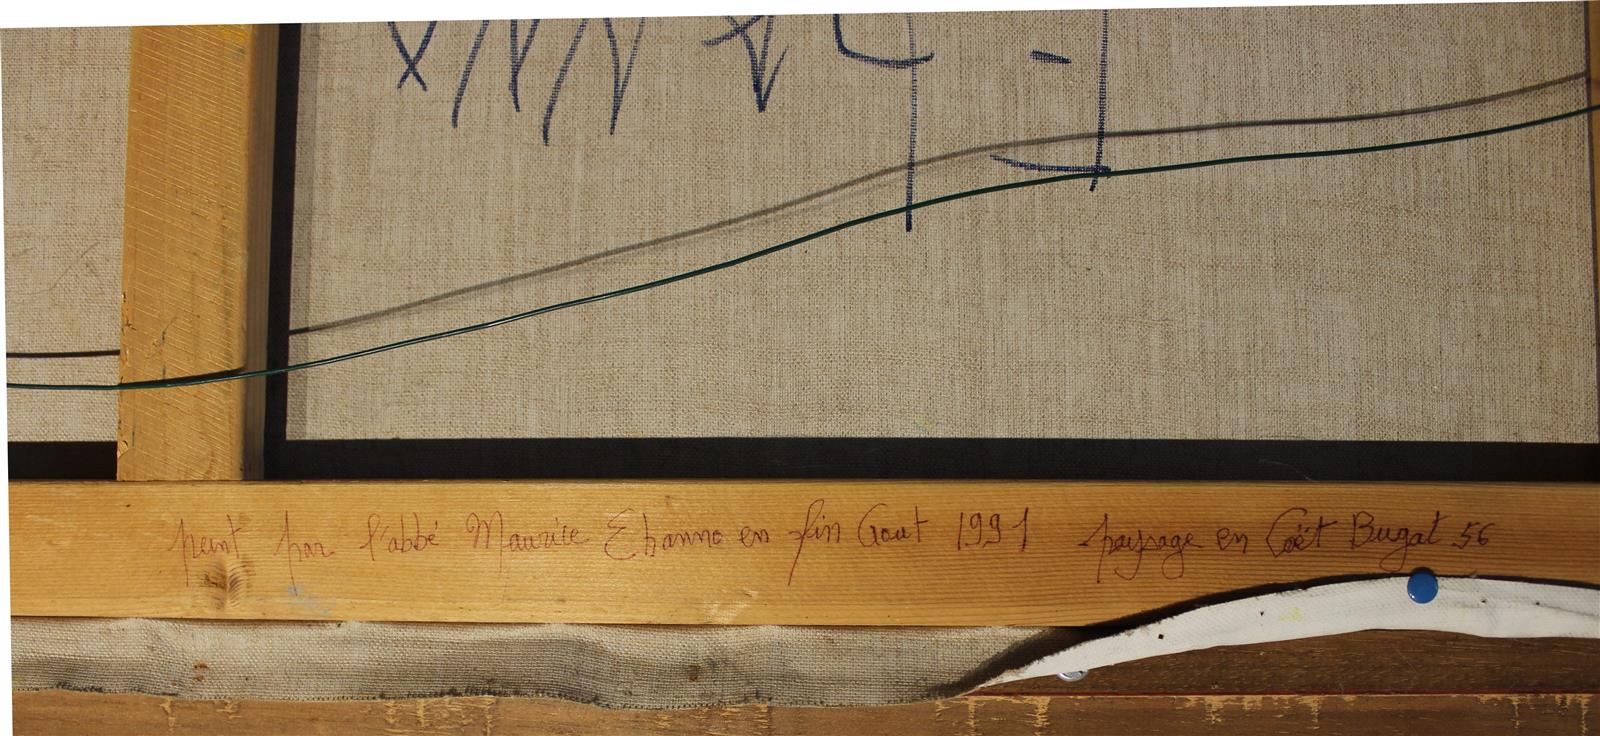 peint par l'abbé Maurice Ehanno en fin Aout 1991 paysage en Coët Bugat 56